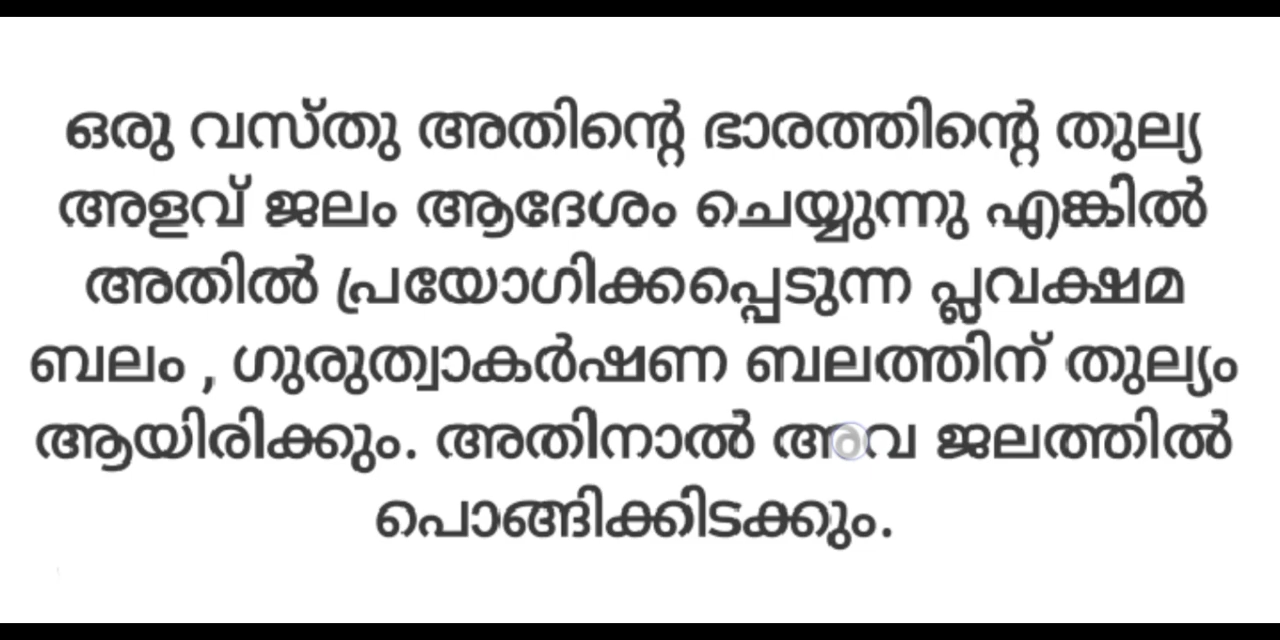 ഒരു വസ്തു അതിന്റെ ഭാരത്തിന്റെ തുല്യ
അളവ് ജലം ആദേശം ചെയ്യുന്നു എങ്കിൽ
അതിൽ പ്രയോഗിക്കപ്പെടുന്ന പ്ലവക്ഷമ
ബലം , ഗുരുത്വാകർഷണ ബലത്തിന് തുല്യം
ആയിരിക്കും. അതിനാൽ അവ ജലത്തിൽ
പൊങ്ങിക്കിടക്കും.